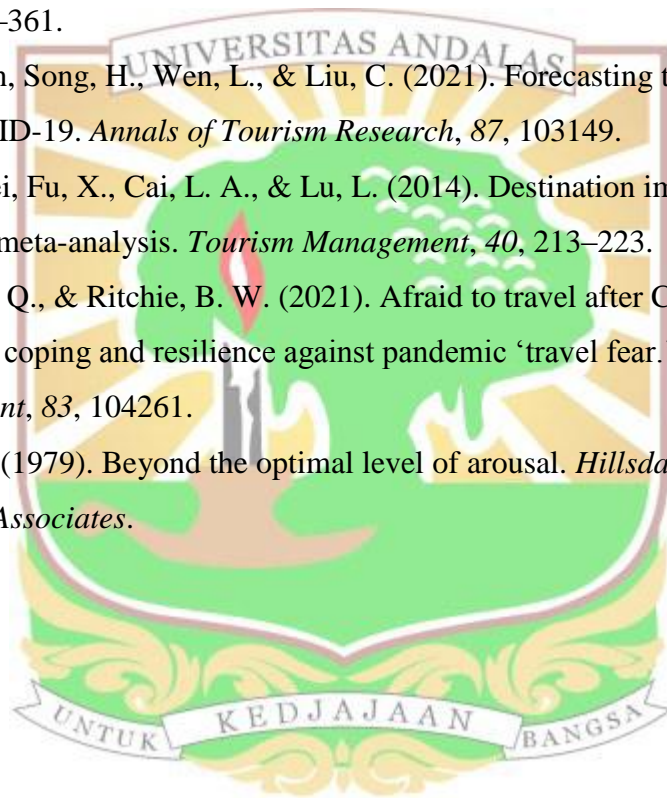 –361.
UNIVERSITAS ANDALAS
n, Song, H., Wen, L., & Liu, C. (2021). Forecasting t
ID-19. Annals of Tourism Research, 87, 103149.
ei, Fu, X., Cai, L. A., & Lu, L. (2014). Destination im
meta-analysis. Tourism Management, 40, 213–223.
Q., & Ritchie, B. W. (2021). Afraid to travel after C
coping and resilience against pandemic ‘travel fear.’
nt, 83, 104261.
(1979). Beyond the optimal level of arousal. Hillsda
Associates.
UNTUK KEDJAJAAN BANGSA